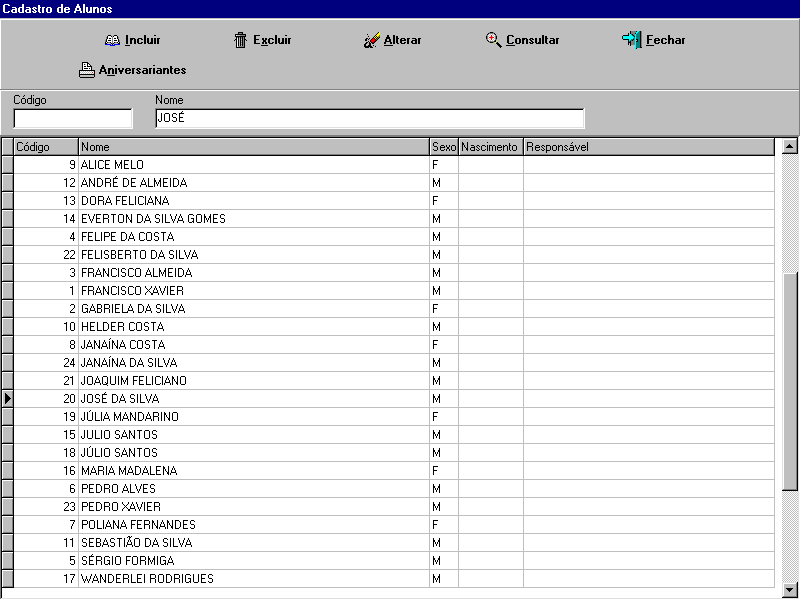 Cadastro de Alunos
Incluir Excluir Alterar Consultar Fechar
Aniversariantes
Código Nome
JOSÉ
Código Nome Sexo Nascimento Responsável
9 ALICE MELO F
12 ANDRÉ DE ALMEIDA M
13 DORA FELICIANA F
14 EVERTON DA SILVA GOMES M
4 FELIPE DA COSTA M
22 FELISBERTO DA SILVA M
3 FRANCISCO ALMEIDA M
1 FRANCISCO XAVIER M
2 GABRIELA DA SILVA F
10 HELDER COSTA M
8 JANAÍNA COSTA F
24 JANAÍNA DA SILVA M
21 JOAQUIM FELICIANO M
20 JOSÉ DA SILVA M
19 JÚLIA MANDARINO F
15 JULIO SANTOS M
18 JÚLIO SANTOS M
16 MARIA MADALENA F
6 PEDRO ALVES M
23 PEDRO XAVIER M
7 POLIANA FERNANDES F
11 SEBASTIÃO DA SILVA M
5 SÉRGIO FORMIGA M
17 WANDERLEI RODRIGUES M